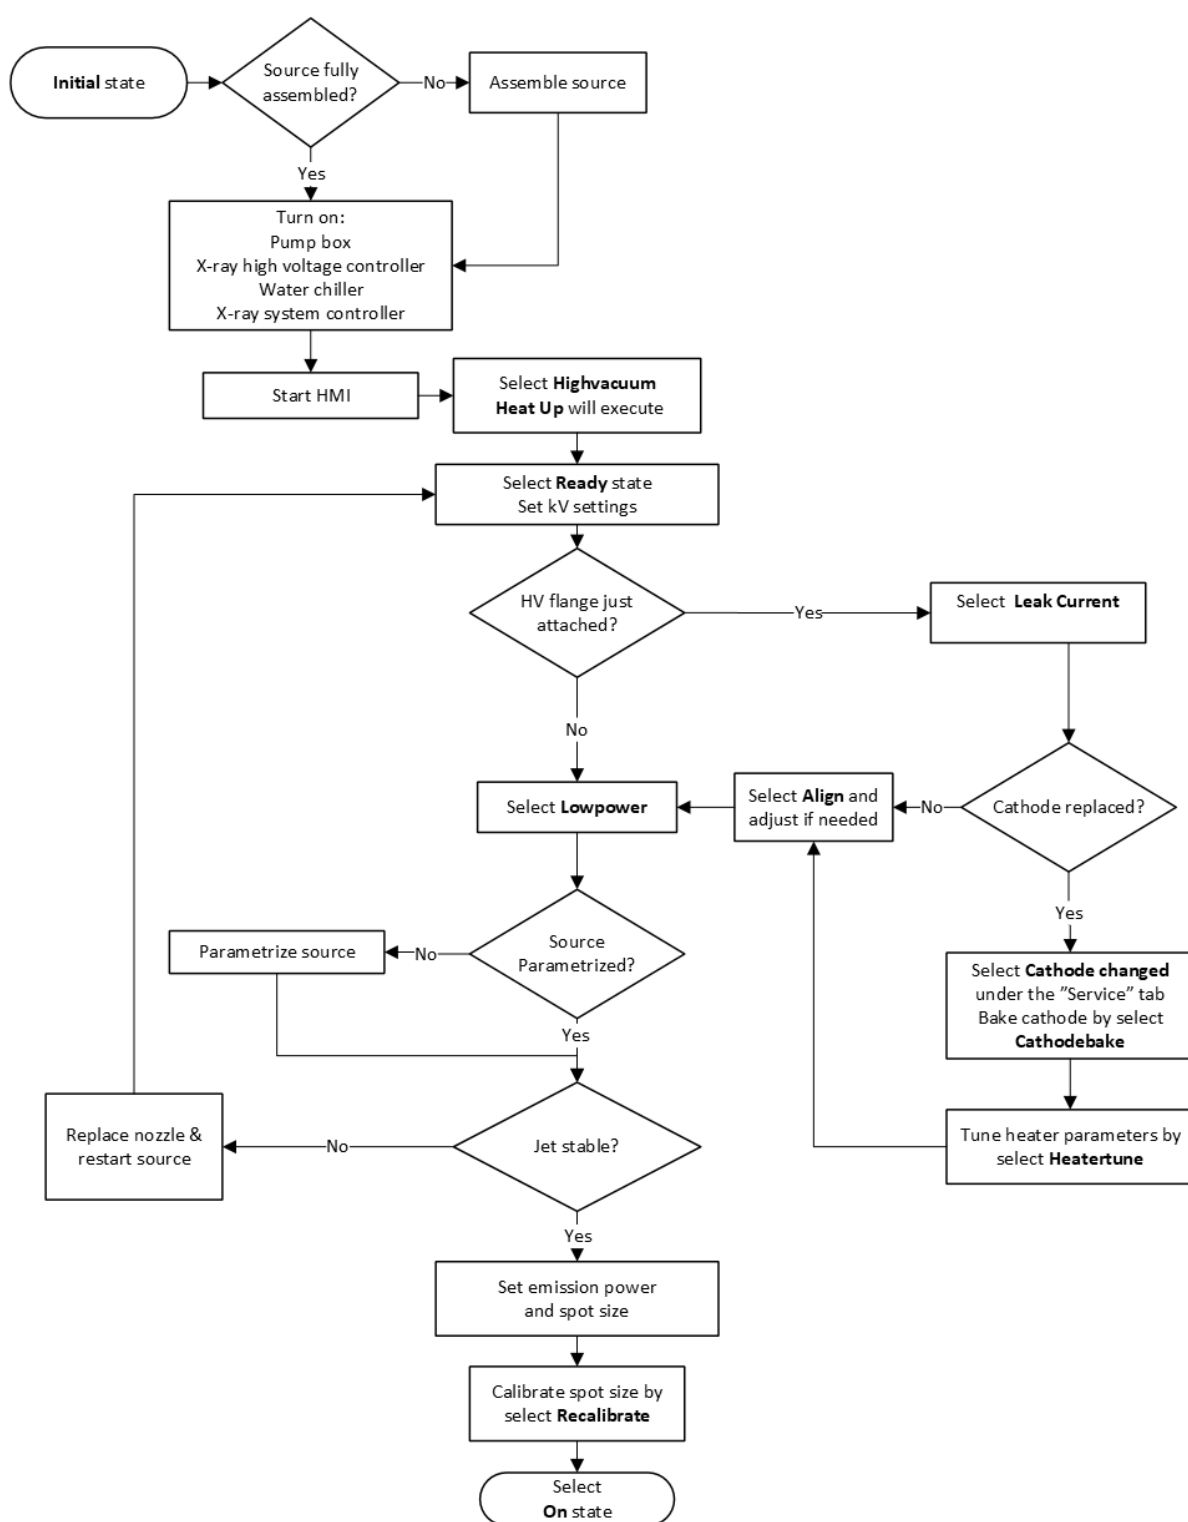 Initial state
Source fully
assembled?
No
Assemble source
Yes
Turn on:
Pump box
X-ray high voltage controller
Water chiller
X-ray system controller
Start HMI
Select Highvacuum
Heat Up will execute
Select Ready state
Set kV settings
HV flange just
attached?
Yes
Select Leak Current
No
Select Lowpower
Select Align and
adjust if needed
No
Cathode replaced?
Yes
Select Cathode changed
under the ”Service” tab
Bake cathode by select
Cathodebake
Tune heater parameters by
select Heatertune
Source
Parametrized?
No
Parametrize source
Yes
Jet stable?
No
Replace nozzle &
restart source
Yes
Set emission power
and spot size
Calibrate spot size by
select Recalibrate
Select
On state